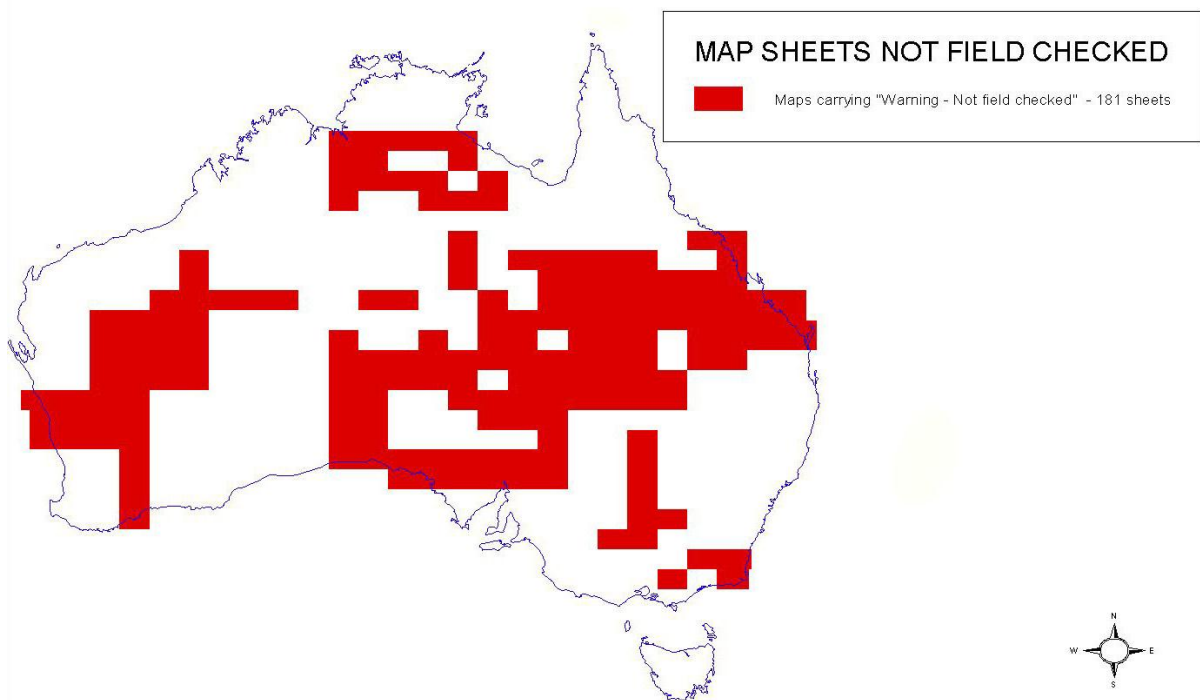 MAP SHEETS NOT FIELD CHECKED
Maps carrying "Warning - Not field checked" - 181 sheets
N
W E
S